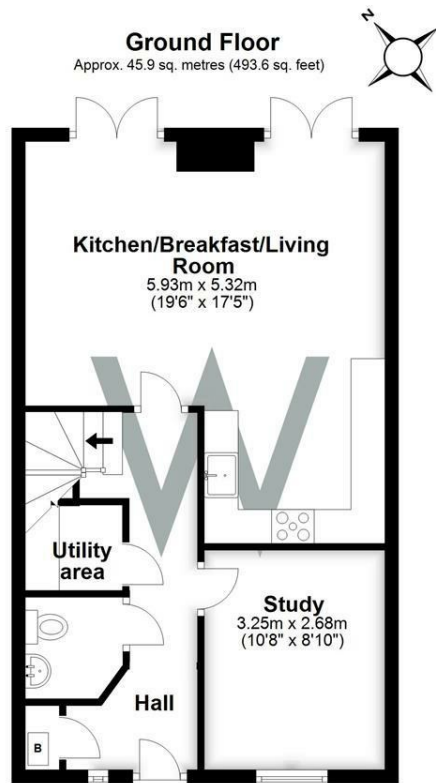 N
Ground Floor
Approx. 45.9 sq. metres (493.6 sq. feet)
Kitchen/Breakfast/Living
Room
5.93m x 5.32m
(19'6" x 17'5")
W
Utility
area
Study
3.25m x 2.68m
(10'8" x 8'10")
Hall
B